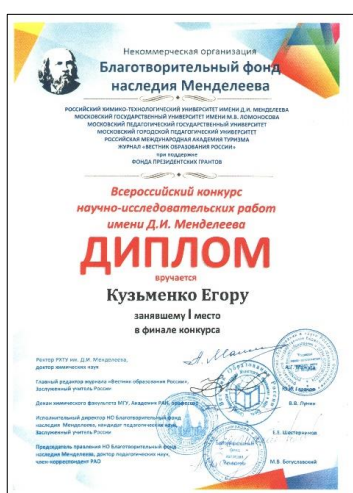 Некоммерческая организация
Благотворительный фонд
наследия Менделеева
РОССИЙСКИЙ ХИМИКО-ТЕХНОЛОГИЧЕСКИЙ УНИВЕРСИТЕТ ИМЕНИ Д.И. МЕНДЕЛЕЕВА
МОСКОВСКИЙ ГОСУДАРСТВЕННЫЙ УНИВЕРСИТЕТ ИМЕНИ М.В. ЛОМОНОСОВА
МОСКОВСКИЙ ПЕДАГОГИЧЕСКИЙ ГОСУДАРСТВЕННЫЙ УНИВЕРСИТЕТ
МОСКОВСКИЙ ГОРОДСКОЙ ПЕДАГОГИЧЕСКИЙ УНИВЕРСИТЕТ
РОССИЙСКАЯ МЕЖДУНАРОДНАЯ АКАДЕМИЯ ТУРИЗМА
ЖУРНАЛ «ВЕСТНИК ОБРАЗОВАНИЯ РОССИИ»
при поддержке
ФОНДА ПРЕЗИДЕНТСКИХ ГРАНТОВ
Всероссийский конкурс
научно-исследовательских работ
имени Д.И. Менделеева
ДИПЛОМ
вручается
Кузьменко Егору
занявшему I место
в финале конкурса
Ректор РХТУ им. Д.И. Менделеева,
доктор химических наук
Главный редактор журнала «Вестник образования России»,
Заслуженный учитель России
Декан химического факультета МГУ, Академик РАН, профессор
В.В. Лунин
Исполнительный директор НО Благотворительный фонд
наследия Менделеева, кандидат педагогических наук,
Заслуженный учитель России
Председатель правления НО Благотворительный фонд
наследия Менделеева, доктор педагогических наук,
член-корреспондент РАО
М.В. Богуславский